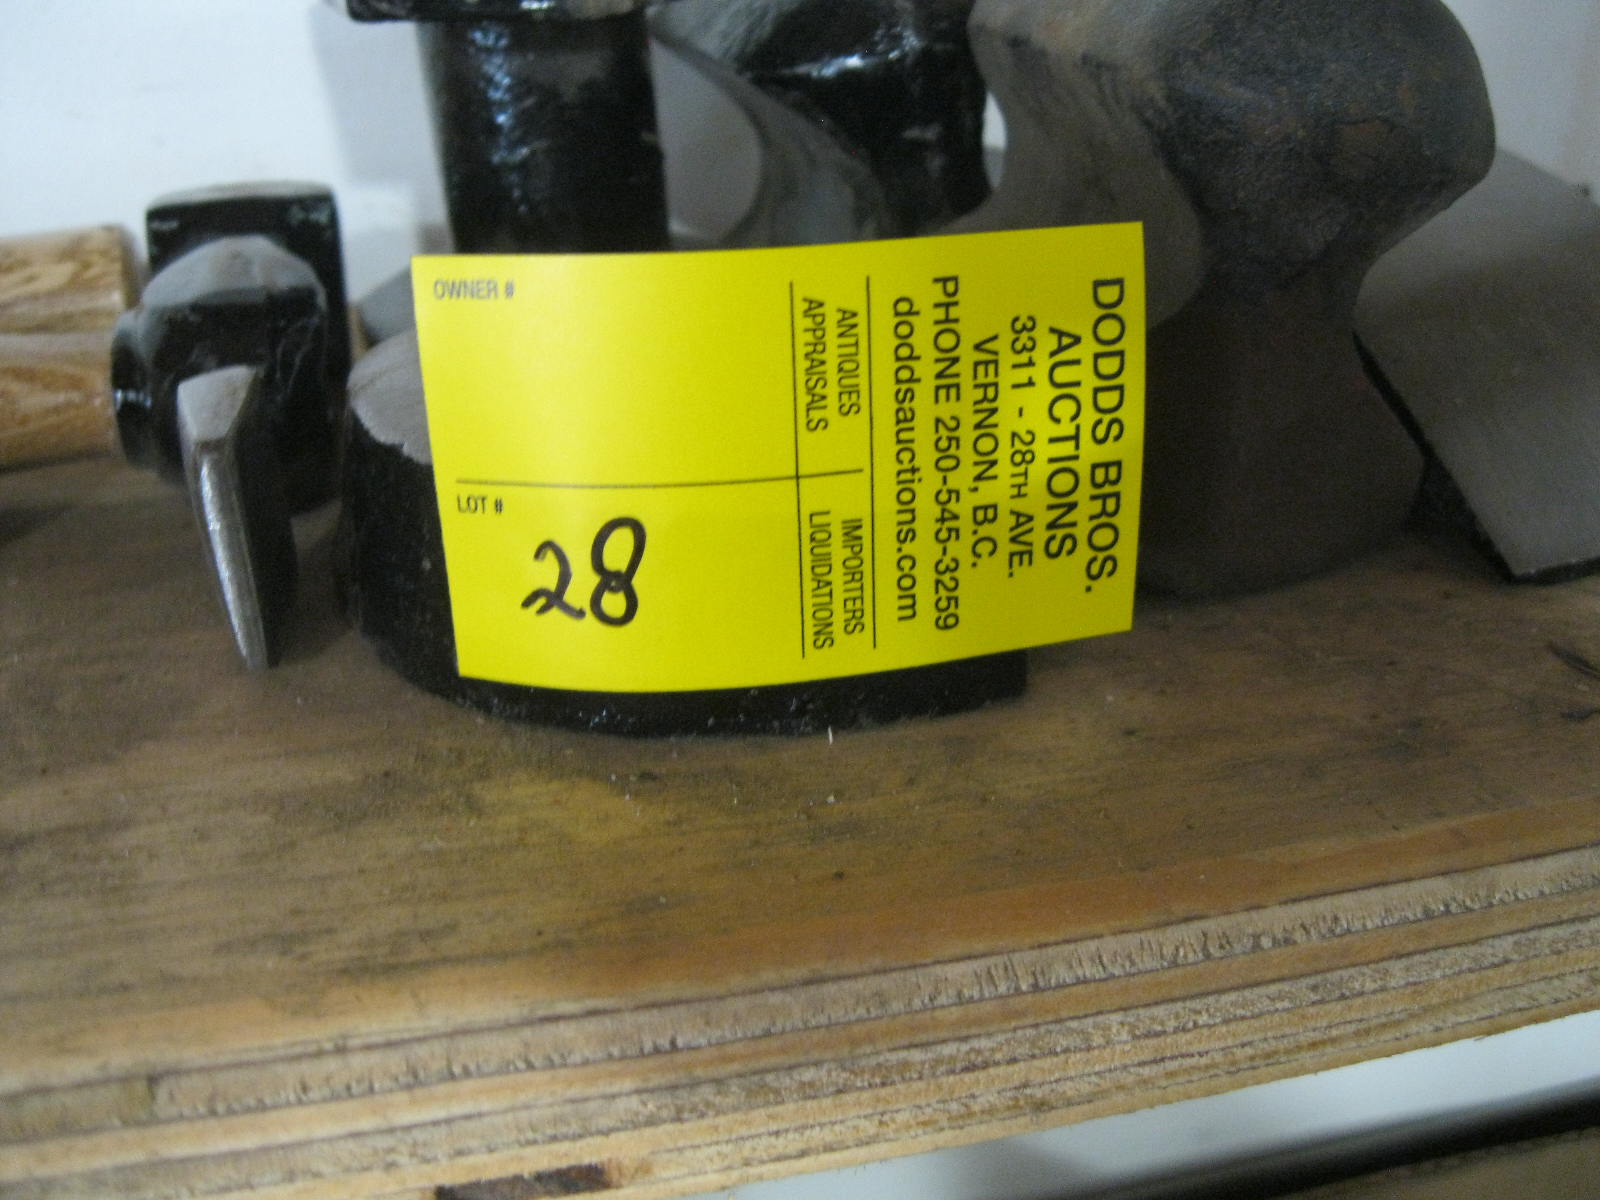 DODDS BROS.
AUCTIONS
3311 - 28TH AVE.
VERNON, B.C.
PHONE 250-545-3259
doddsauctions.com
ANTIQUES
APPRAISALS
IMPORTERS
LIQUIDATIONS
OWNER #
LOT #
28